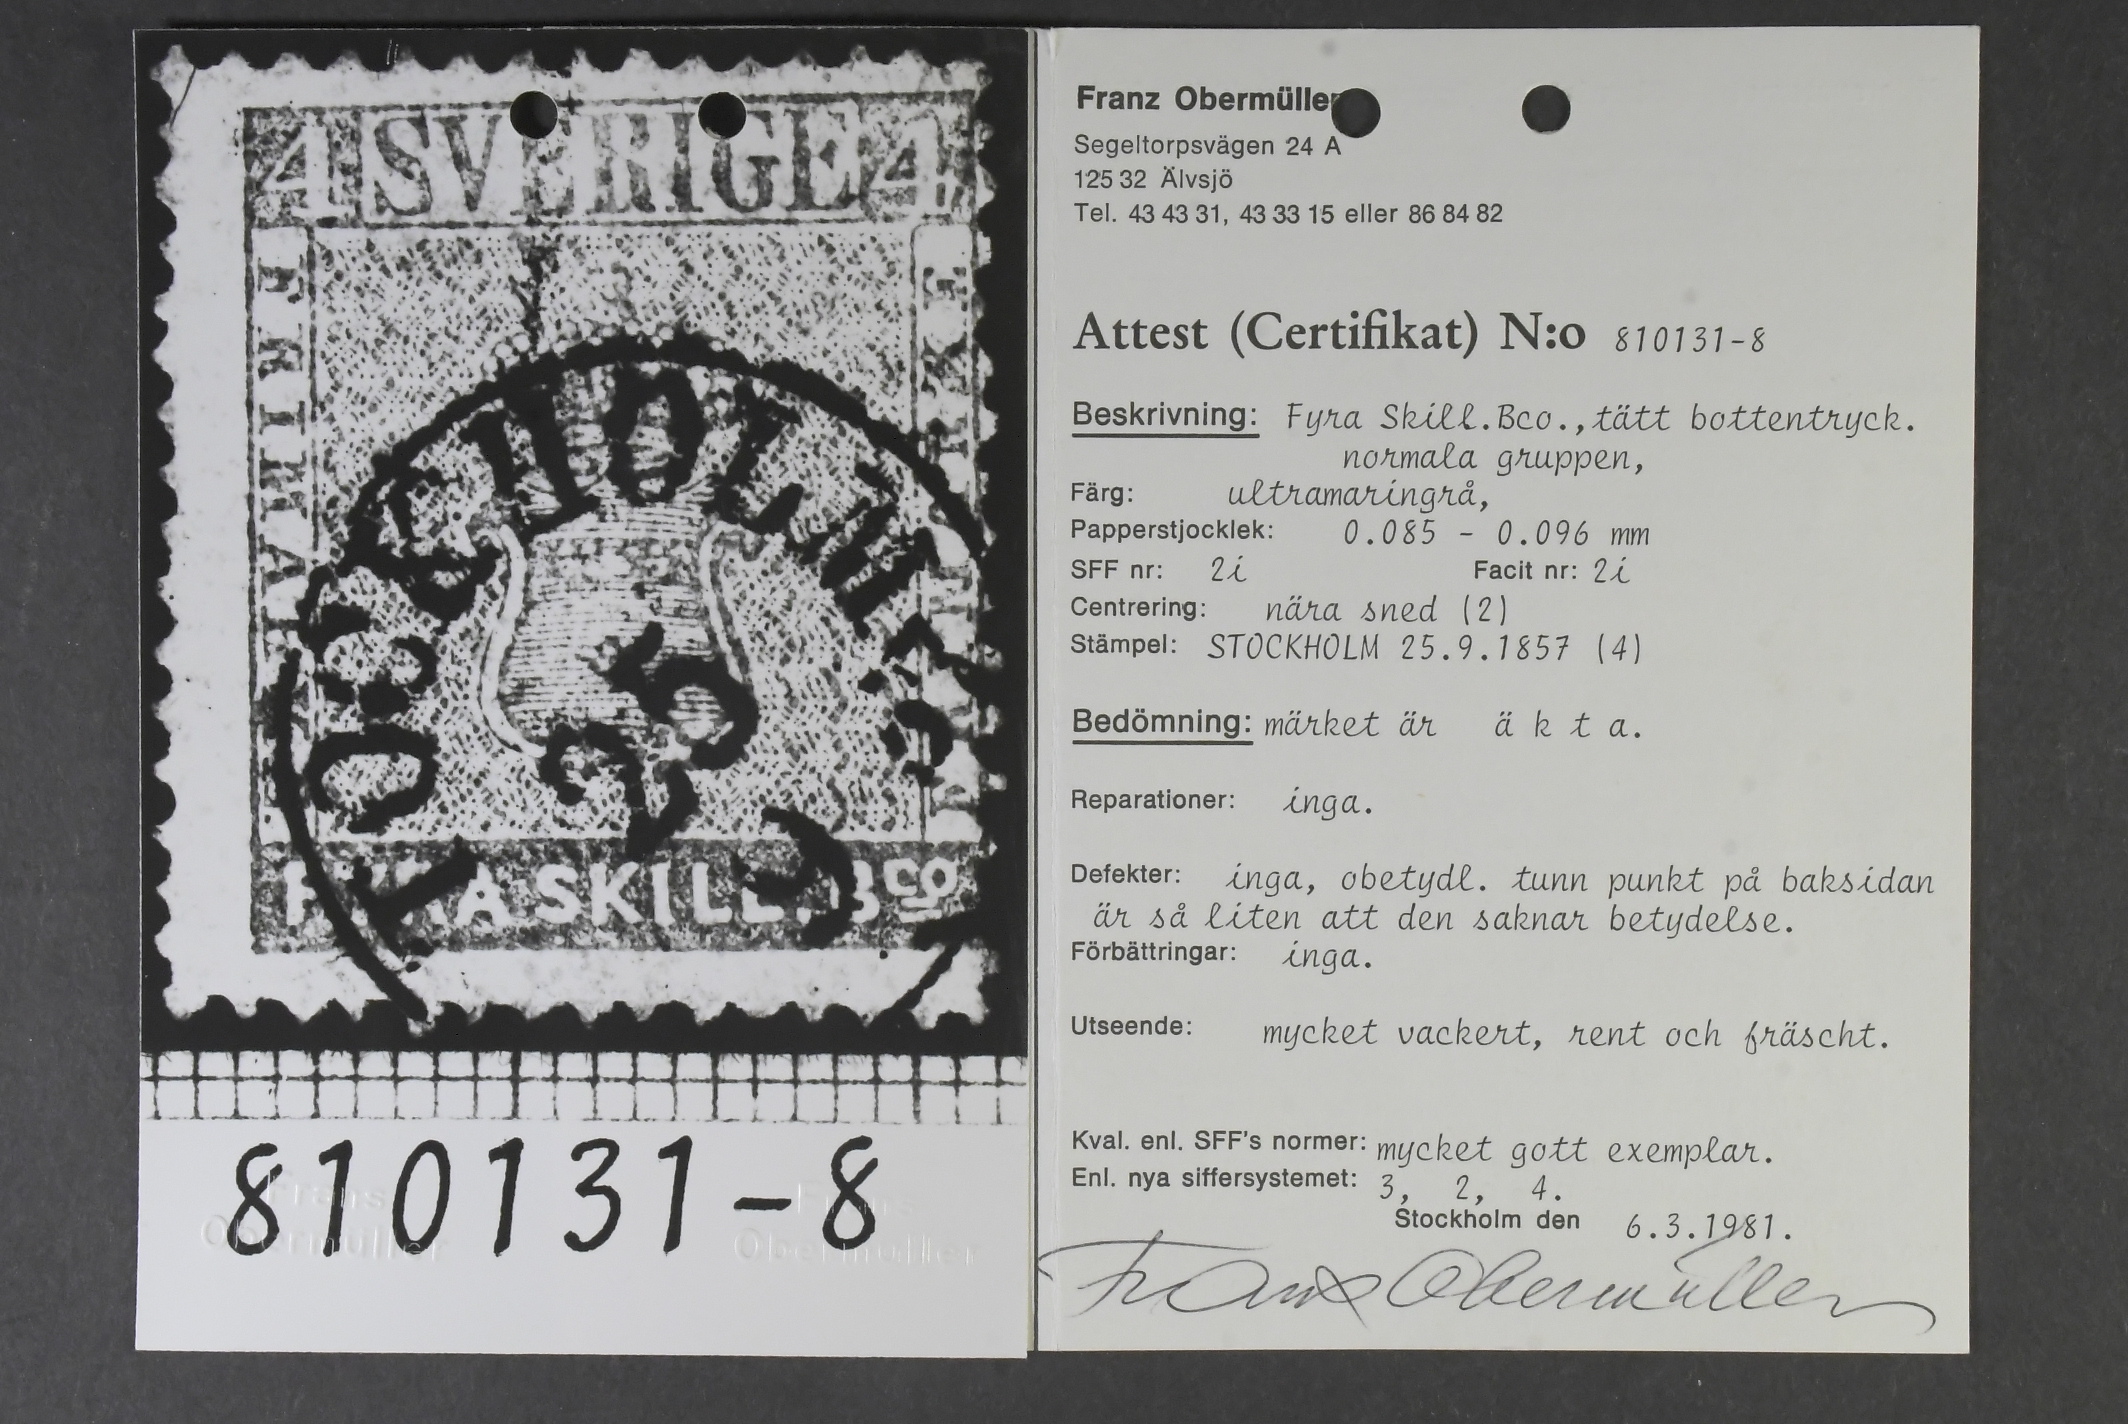 4 SVERIGE 4
FRIMÄ
STOCKHOLM
25
FYRA SKILL. Bco
810131-8
Frans Frans
Obermüller Obermüller
Franz Obermülle
Segeltorpsvägen 24 A
125 32 Älvsjö
Tel. 43 43 31, 43 33 15 eller 86 84 82
Attest (Certifikat) N:o 810131-8
Beskrivning: Fyra Skill.Bco.,tätt bottentryck.
normala gruppen,
Färg: ultramaringrå,
Papperstjocklek: 0.085 - 0.096 mm
SFF nr: 2i Facit nr: 2i
Centrering: nära sned (2)
Stämpel: STOCKHOLM 25.9.1857 (4)
Bedömning: märket är ä k t a.
Reparationer: inga.
Defekter: inga, obetydl. tunn punkt på baksidan
är så liten att den saknar betydelse.
Förbättringar: inga.
Utseende: mycket vackert, rent och fräscht.
Kval. enl. SFF's normer: mycket gott exemplar.
Enl. nya siffersystemet: 3, 2, 4.
Stockholm den 6.3.1981.
Franz Obermüller